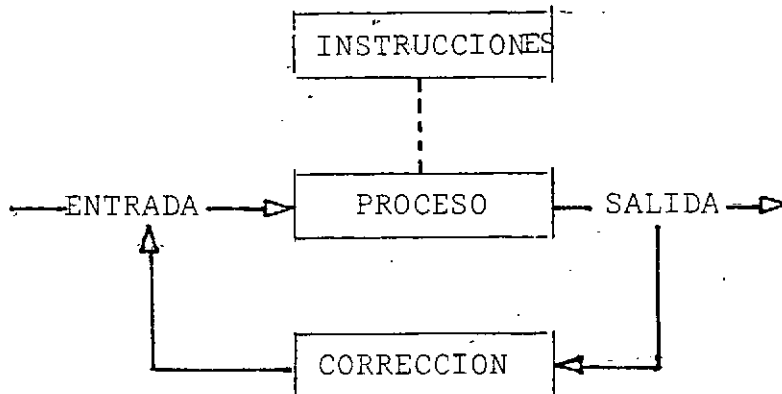 INSTRUCCIONES
ENTRADA PROCESO SALIDA
CORRECCION